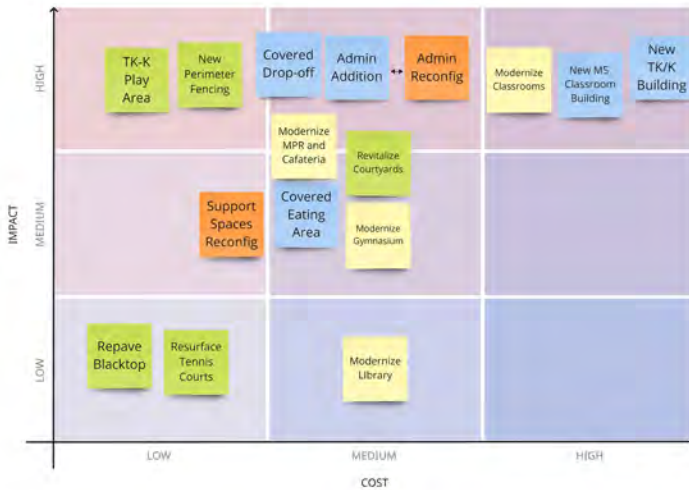 TK-K
Play
Area
New
Perimeter
Fencing
Covered
Drop-off
Admin
Addition
Admin
Reconfig
Modernize
Classrooms
New MS
Classroom
Building
New
TK/K
Building
Modernize
MPR and
Cafateria
Revitalize
Courtyards
Support
Spaces
Reconfig
Covered
Eating
Area
Modernize
Gymnasium
Repave
Blacktop
Resurface
Tennis
Courts
Modernize
Library
HIGH
MEDIUM
LOW
IMPACT
LOW
MEDIUM
HIGH
COST